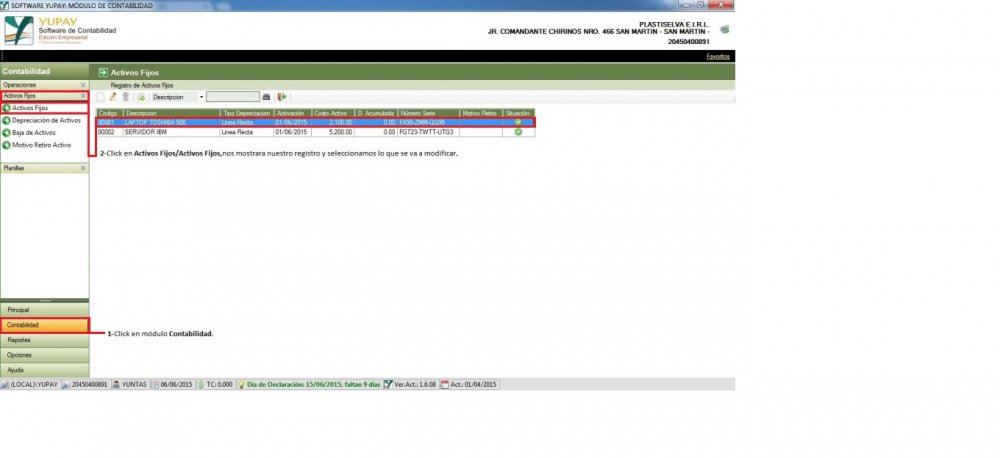 SOFTWARE YUPAY: MÓDULO DE CONTABILIDAD
YUPAY
Software de Contabilidad
Edición Empresarial
PLASTISELVA E.I.R.L.
JR. COMANDANTE CHIRINOS NRO. 466 SAN MARTIN - SAN MARTIN -
20450400891
Favoritos
Contabilidad
Activos Fijos
Operaciones
Registro de Activos Fijos
Activos Fijos
Descripcion
Activos Fijos
Depreciación de Activos
Baja de Activos
Motivo Retiro Activo
Planillas
Codigo Descripcion Tipo Depreciacion Activación Costo Activo D. Acumulada Número Serie Motivo Retiro Situación
00001 LAPTOP TOSHIBA 500 Linea Recta 01/06/2015 2,100.00 0.00 FX99-ZMM-GG99
00002 SERVIDOR IBM Linea Recta 01/06/2015 5,200.00 0.00 FGT23-TWTT-UTG3
2-Click en Activos Fijos/Activos Fijos,nos mostrara nuestro registro y seleccionamos lo que se va a modificar.
Principal
Contabilidad
1-Click en módulo Contabilidad.
Reportes
Opciones
Ayuda
(LOCAL)\YUPAY 20450400891 YUNTAS 06/06/2015 TC: 0.000 Día de Declaración: 15/06/2015, faltan 9 días Ver.Act.: 1.6.08 Act.: 01/04/2015